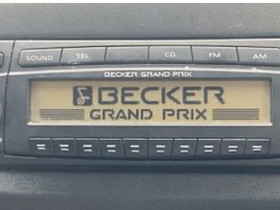 SOUND TEL CD FM AM
BECKER GRAND PRIX
BECKER
GRAND PRIX